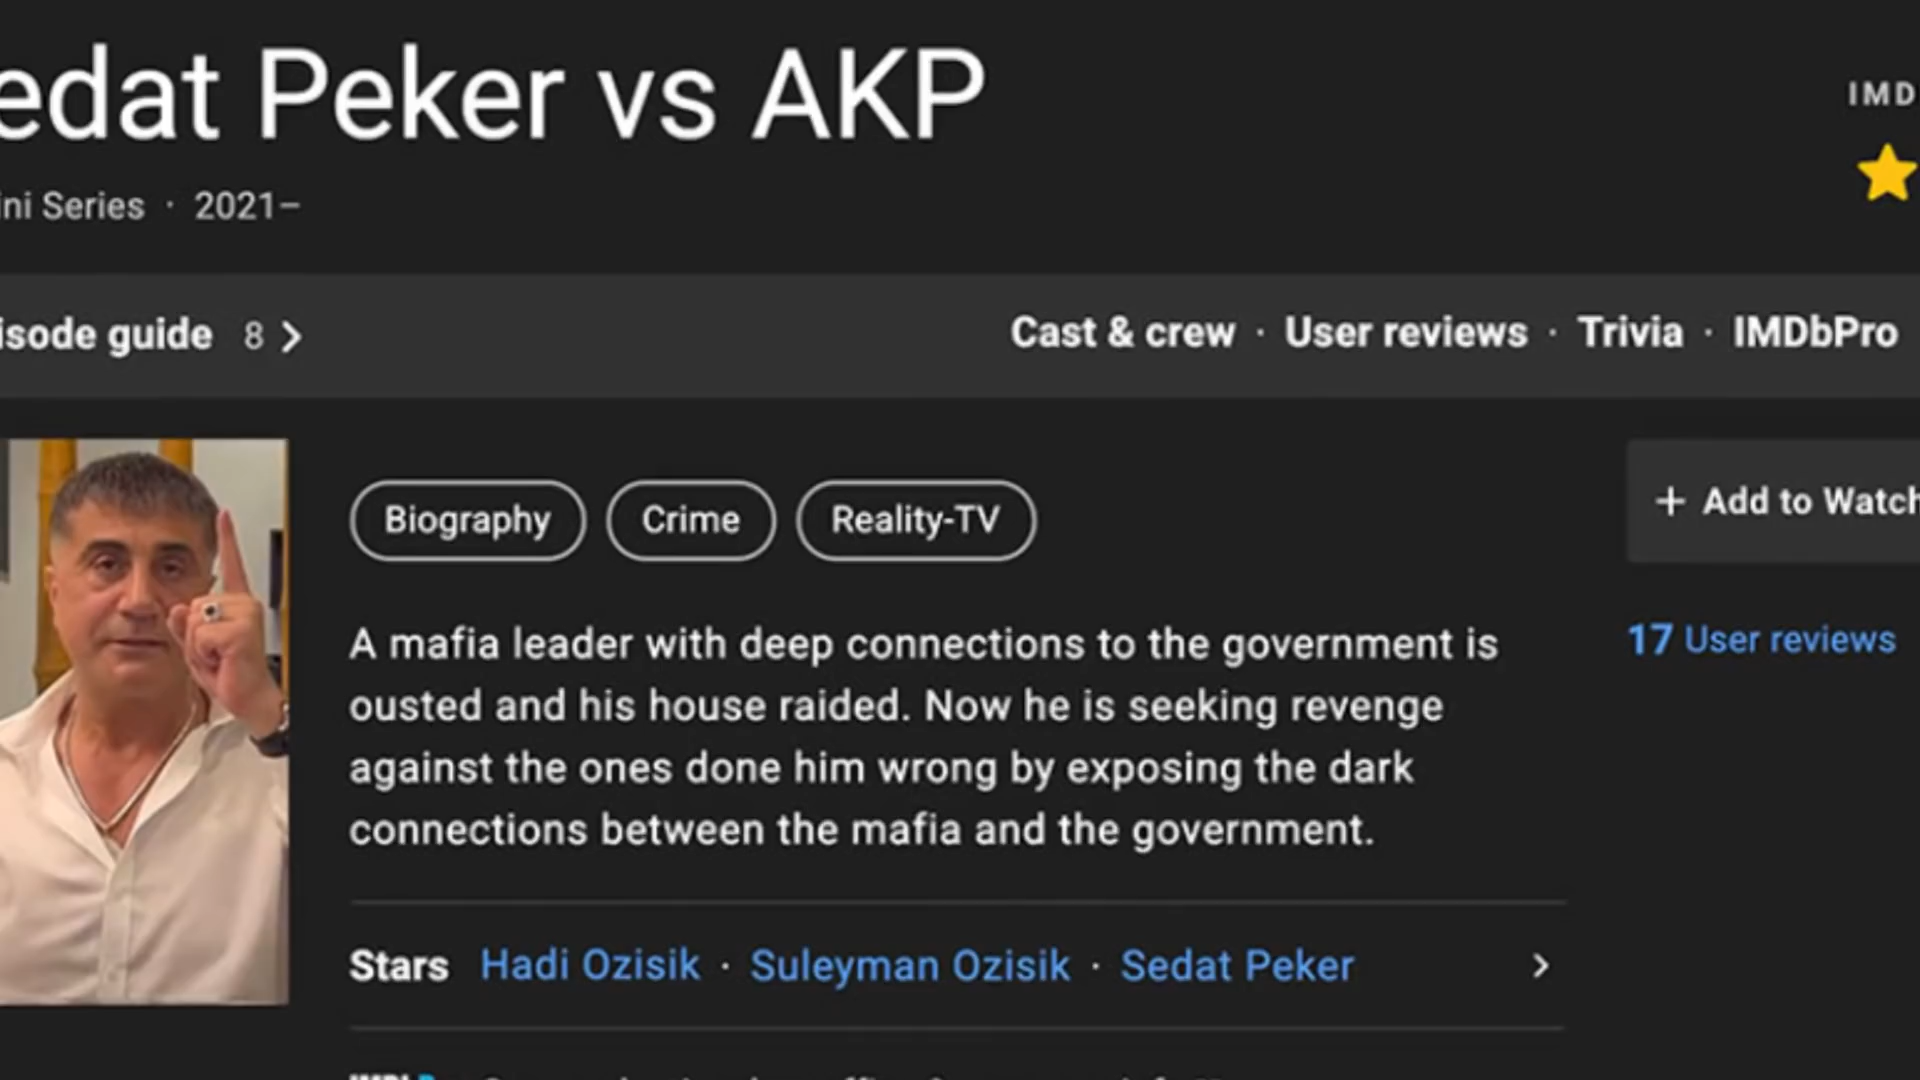 edat Peker vs AKP
IMD
ini Series · 2021–
isode guide 8
Cast & crew · User reviews · Trivia · IMDbPro
Biography Crime Reality-TV
+ Add to Watch
A mafia leader with deep connections to the government is
ousted and his house raided. Now he is seeking revenge
against the ones done him wrong by exposing the dark
connections between the mafia and the government.
17 User reviews
Stars Hadi Ozisik · Suleyman Ozisik · Sedat Peker